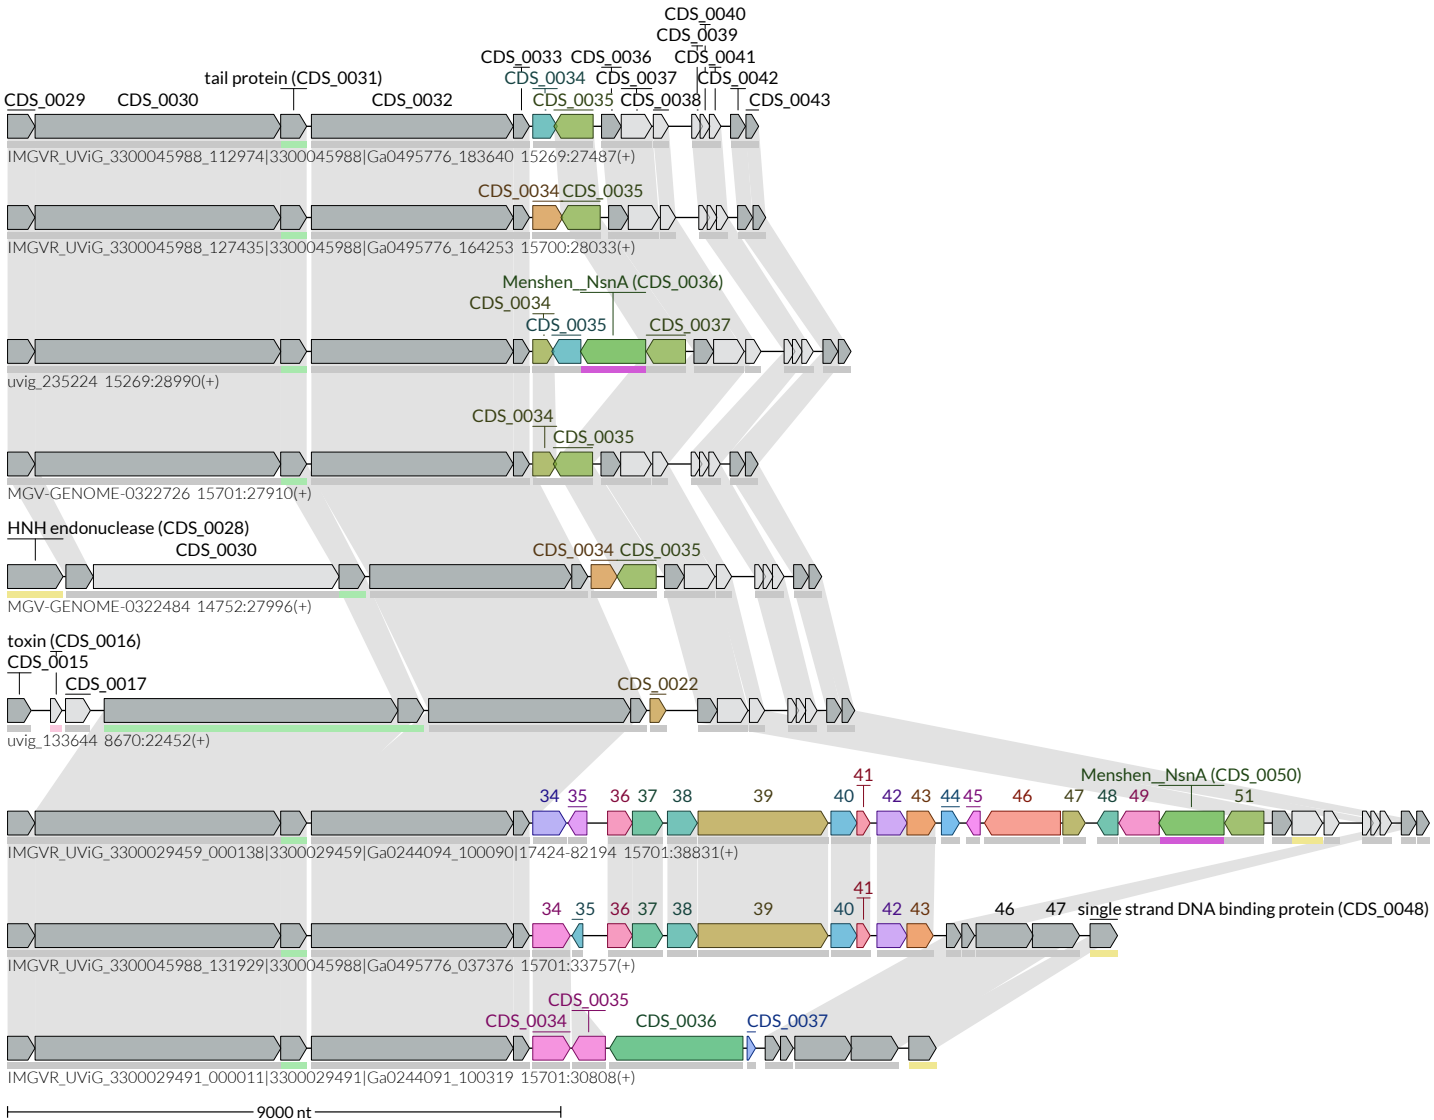 CDS_0040
CDS_0039
CDS_0033 CDS_0036 CDS_0041
tail protein (CDS_0031) CDS_0034 CDS_0037 CDS_0042
CDS_0029 CDS_0030 CDS_0032 CDS_0035 CDS_0038 CDS_0043
IMGVR_UViG_3300045988_112974|3300045988|Ga0495776_183640 15269:27487(+)
CDS_0034 CDS_0035
IMGVR_UViG_3300045988_127435|3300045988|Ga0495776_164253 15700:28033(+)
Menshen__NsnA (CDS_0036)
CDS_0034
CDS_0035 CDS_0037
uvig_235224 15269:28990(+)
CDS_0034
CDS_0035
MGV-GENOME-0322726 15701:27910(+)
HNH endonuclease (CDS_0028)
CDS_0030 CDS_0034 CDS_0035
MGV-GENOME-0322484 14752:27996(+)
toxin (CDS_0016)
CDS_0015
CDS_0017 CDS_0022
uvig_133644 8670:22452(+)
41 Menshen__NsnA (CDS_0050)
34 35 36 37 38 39 40 42 43 44 45 46 47 48 49 51
IMGVR_UViG_3300029459_000138|3300029459|Ga0244094_100090|17424-82194 15701:38831(+)
41
34 35 36 37 38 39 40 42 43 46 47 single strand DNA binding protein (CDS_0048)
IMGVR_UViG_3300045988_131929|3300045988|Ga0495776_037376 15701:33757(+)
CDS_0035
CDS_0034 CDS_0036 CDS_0037
IMGVR_UViG_3300029491_000011|3300029491|Ga0244091_100319 15701:30808(+)
9000 nt